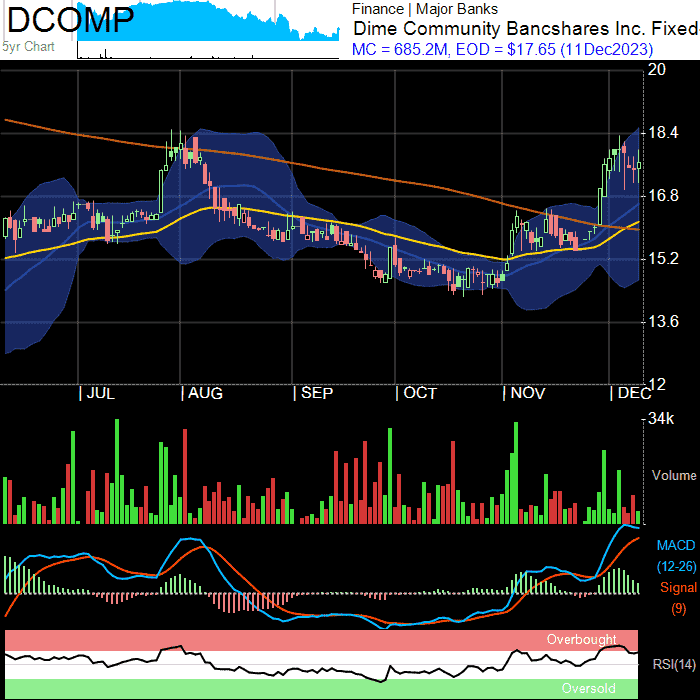 DCOMP
5yr Chart
Finance | Major Banks
Dime Community Bancshares Inc. Fixed
MC = 685.2M, EOD = $17.65 (11Dec2023)
20
18.4
16.8
15.2
13.6
12
JUL
AUG
SEP
OCT
NOV
DEC
34k
Volume
MACD
(12-26)
Signal
(9)
Overbought
RSI(14)
Oversold